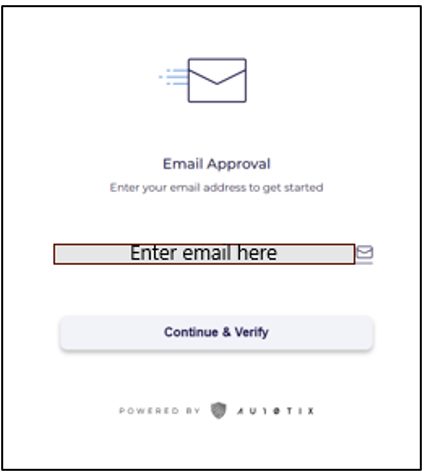 Email Approval
Enter your email address to get started
Enter email here
Continue & Verify
POWERED BY AU10TIX